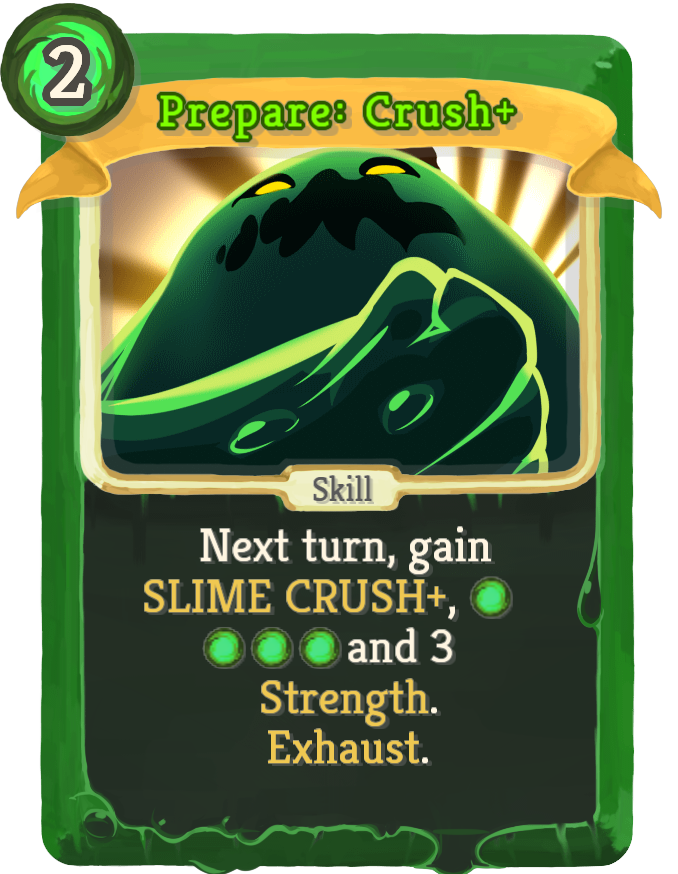 2
Prepare: Crush+
Skill
Next turn, gain
SLIME CRUSH+,
and 3
Strength.
Exhaust.